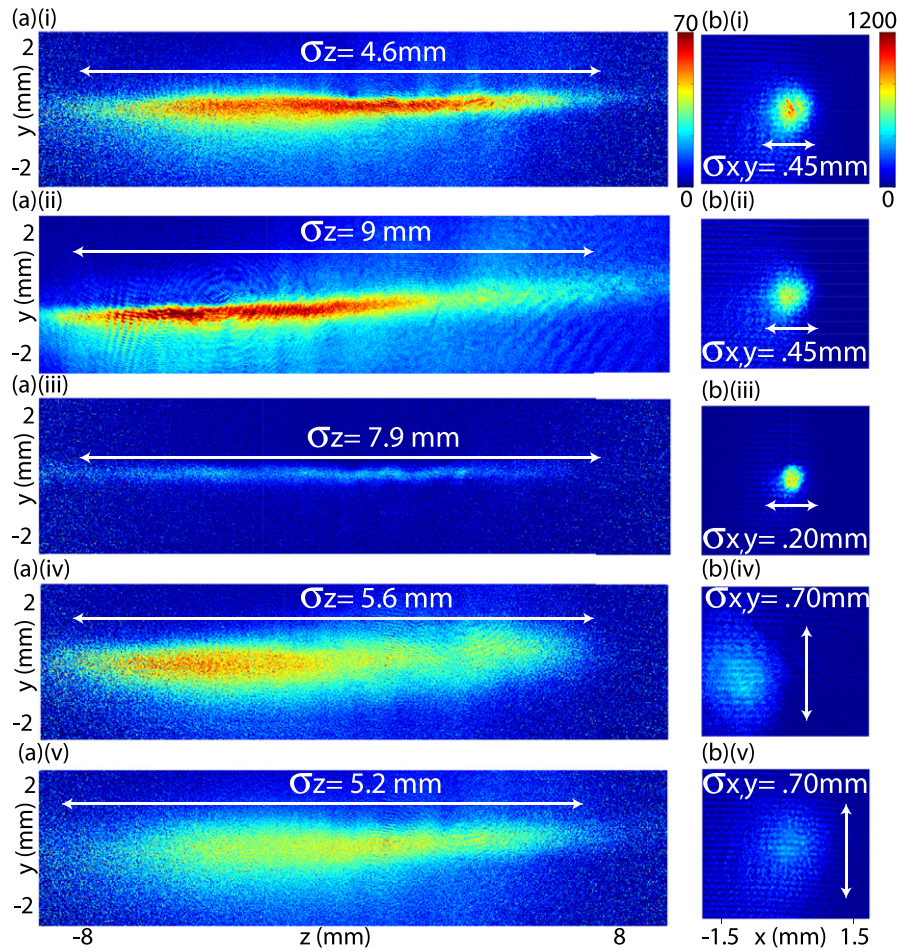 (a)(i)
2
y (mm)
-2
σz= 4.6mm
70
0
(b)(i)
σx,y= .45mm
1200
0
(a)(ii)
2
y (mm)
-2
σz= 9 mm
(b)(ii)
σx,y= .45mm
(a)(iii)
2
y (mm)
-2
σz= 7.9 mm
(b)(iii)
σx,y= .20mm
(a)(iv)
2
y (mm)
-2
σz= 5.6 mm
(b)(iv)
σx,y= .70mm
(a)(v)
2
y (mm)
-2
σz= 5.2 mm
(b)(v)
σx,y= .70mm
-8 z (mm) 8
-1.5 x (mm) 1.5